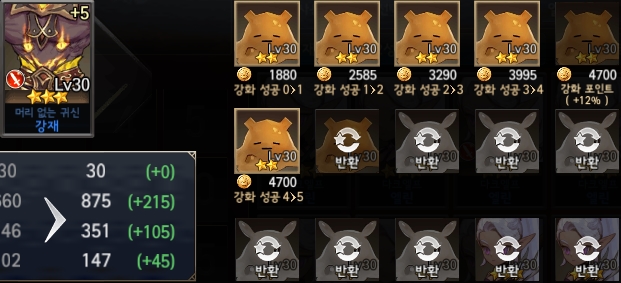 +5
Lv30
머리 없는 귀신
강재
30 30 (+0)
660 875 (+215)
46 351 (+105)
02 147 (+45)
Lv30 Lv30 Lv30 Lv30 Lv30
1880 2585 3290 3995 4700
강화 성공 0>1 강화 성공 1>2 강화 성공 2>3 강화 성공 3>4 강화 포인트
( +12% )
Lv30 반환 반환 반환 반환
4700
강화 성공 4>5
반환 반환 반환 반환 반환